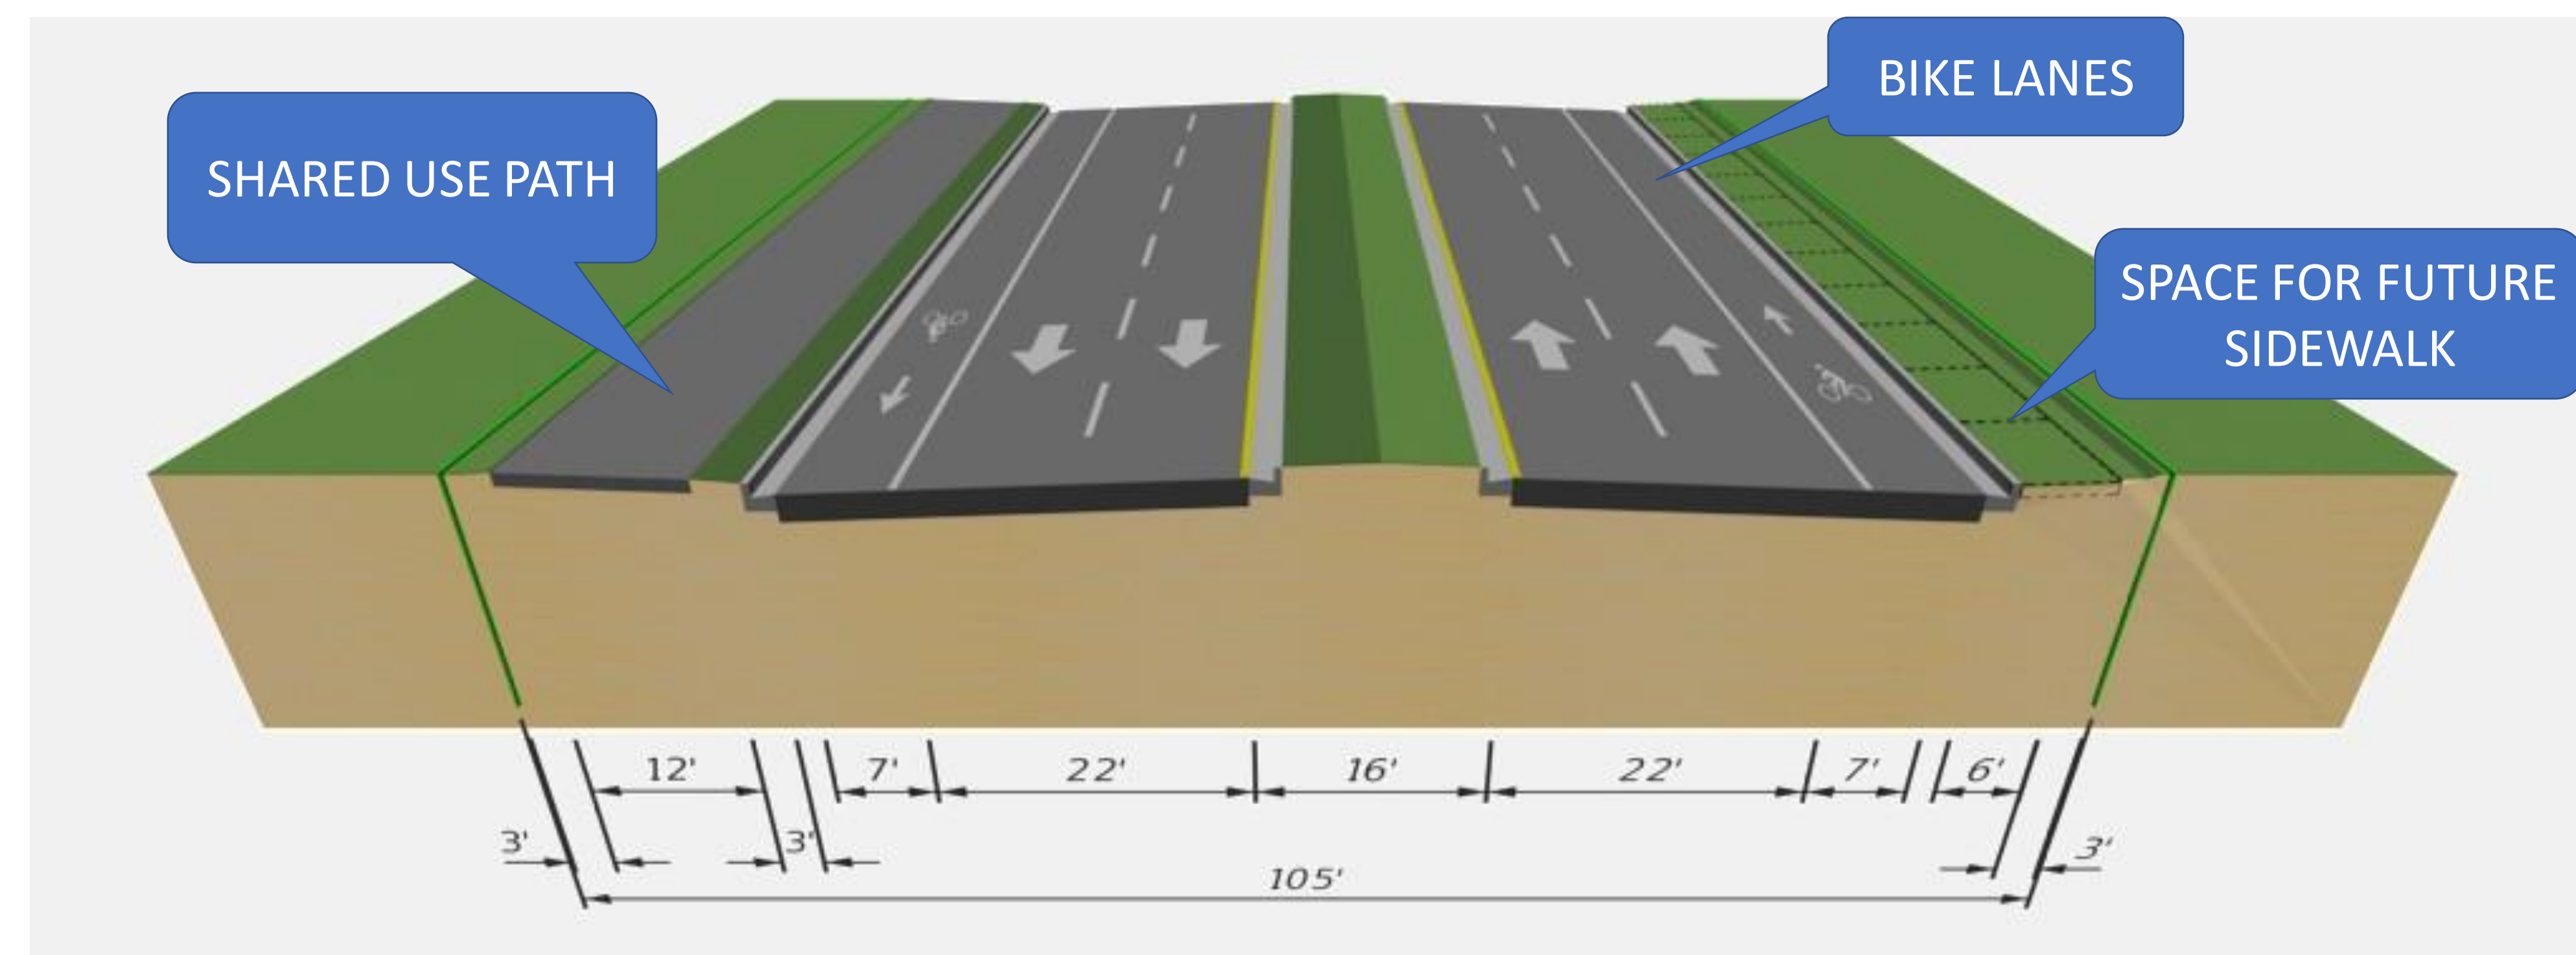 BIKE LANES
SHARED USE PATH
SPACE FOR FUTURE
SIDEWALK
12'
7'
22'
16'
22'
7'
6'
3'
3'
3'
105'